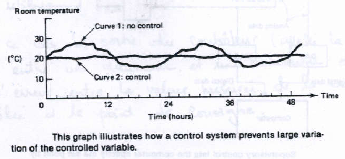 Room temperature
Curve 1: no control
30
(°C)
20
10
Curve 2: control
0
12
24
36
48
Time
Time (hours)
This graph illustrates how a control system prevents large varia-
tion of the controlled variable.